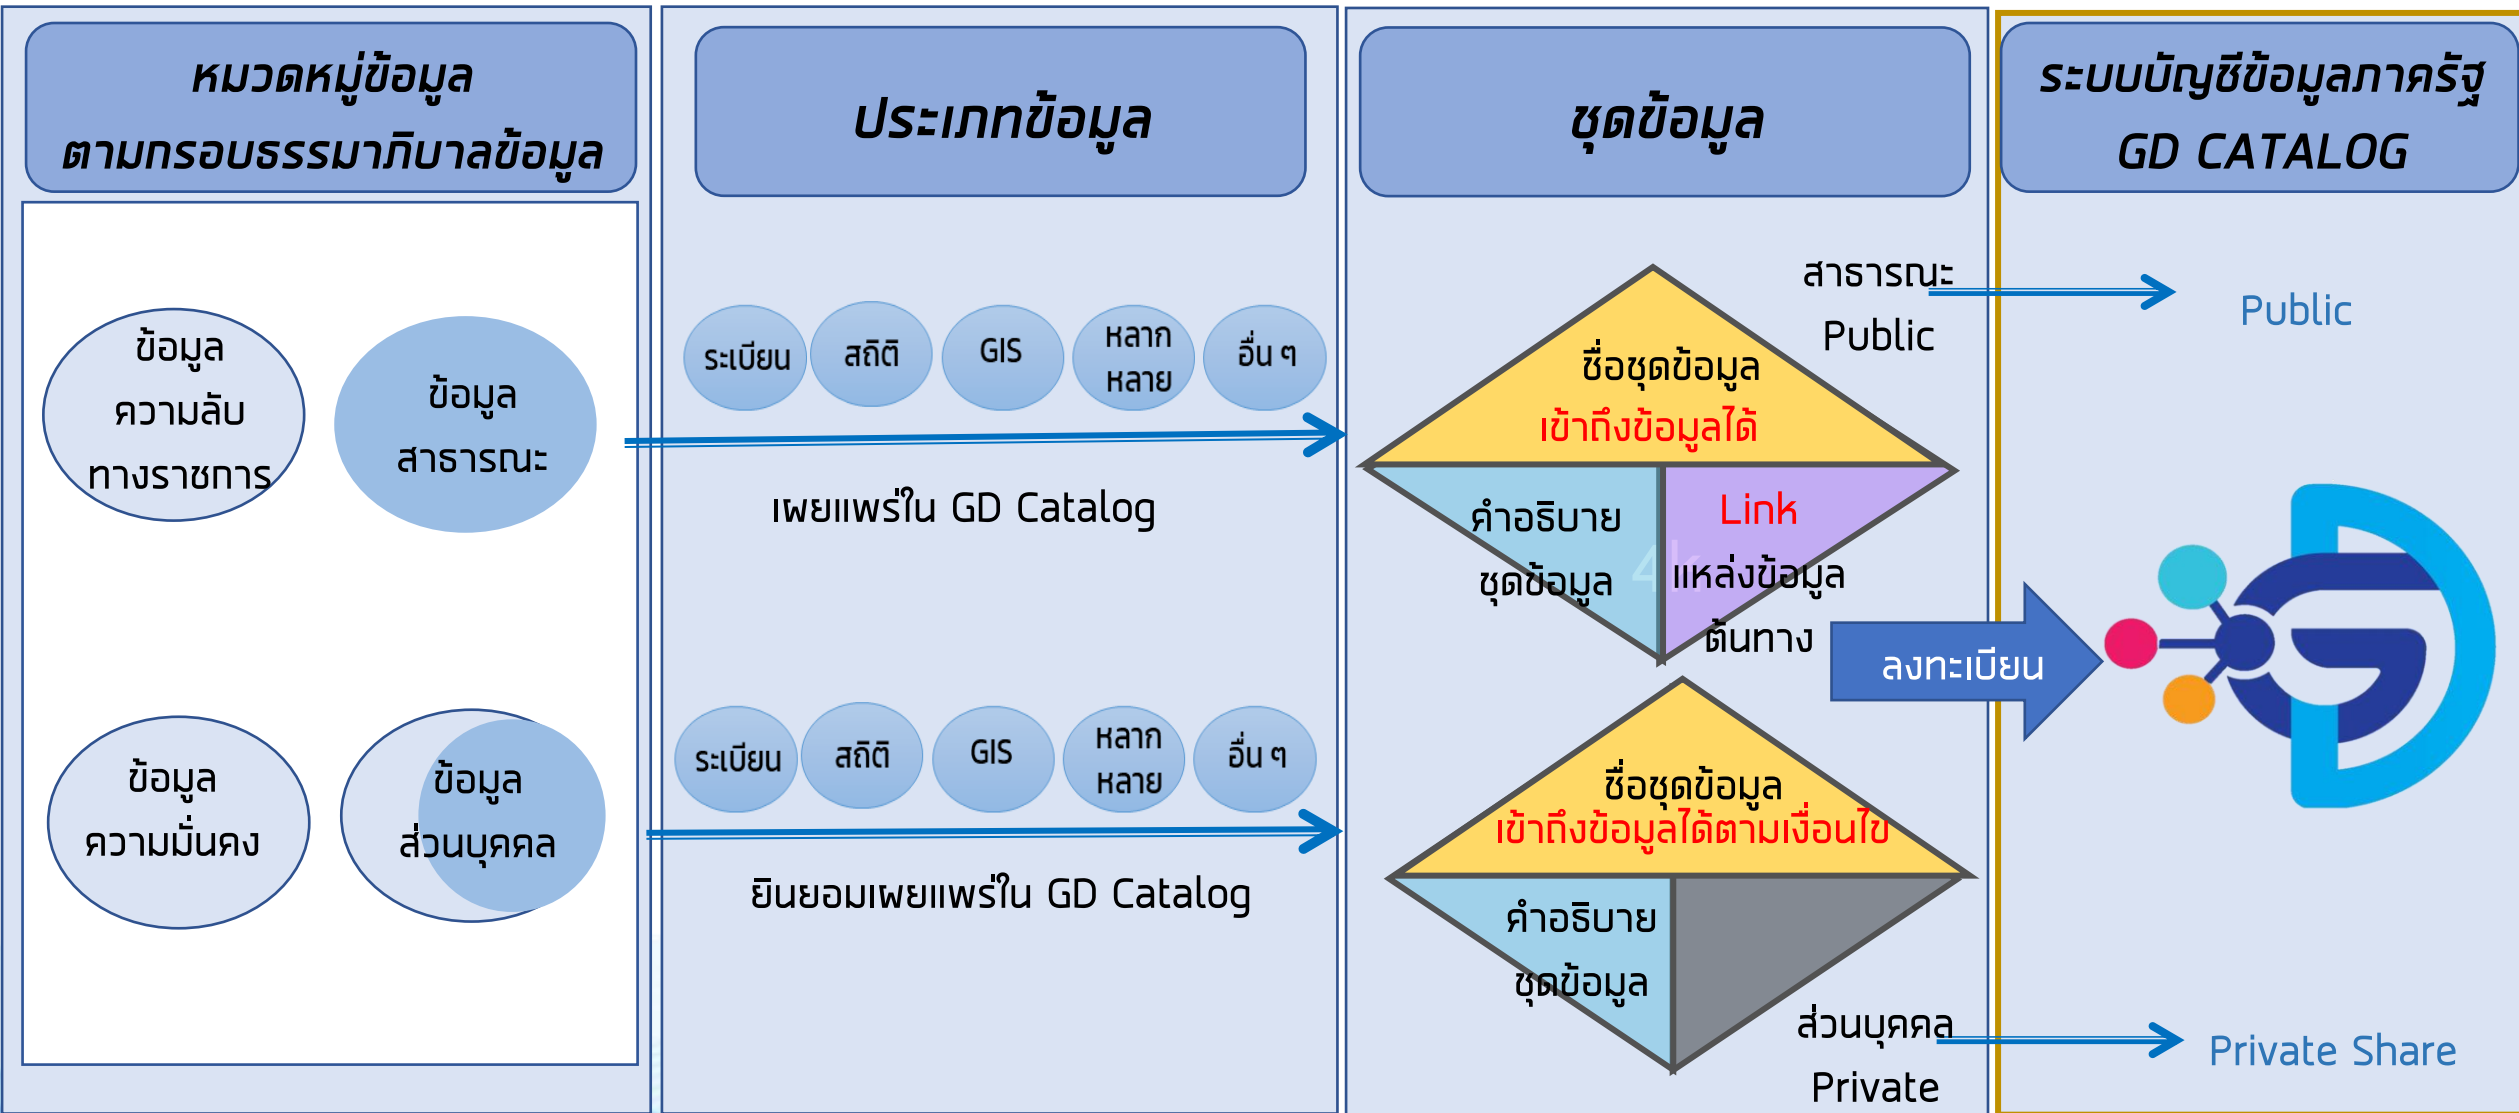 หมวดหมู่ข้อมูล
ตามกรอบธรรมาภิบาลข้อมูล
ข้อมูล
ความลับ
ทางราชการ
ข้อมูล
สาธารณะ
ข้อมูล
ความมั่นคง
ข้อมูล
ส่วนบุคคล
ประเภทข้อมูล
ระเบียน
สถิติ
GIS
หลาก
หลาย
อื่น ๆ
เผยแพร่ใน GD Catalog
ระเบียน
สถิติ
GIS
หลาก
หลาย
อื่น ๆ
ยินยอมเผยแพร่ใน GD Catalog
ชุดข้อมูล
สาธารณะ
Public
ชื่อชุดข้อมูล
เข้าถึงข้อมูลได้
คำอธิบาย
ชุดข้อมูล
Link
แหล่งข้อมูล
ต้นทาง
4k
ลงทะเบียน
ชื่อชุดข้อมูล
เข้าถึงข้อมูลได้ตามเงื่อนไข
คำอธิบาย
ชุดข้อมูล
ส่วนบุคคล
Private
ระบบบัญชีข้อมูลภาครัฐ
GD CATALOG
Public
Private Share